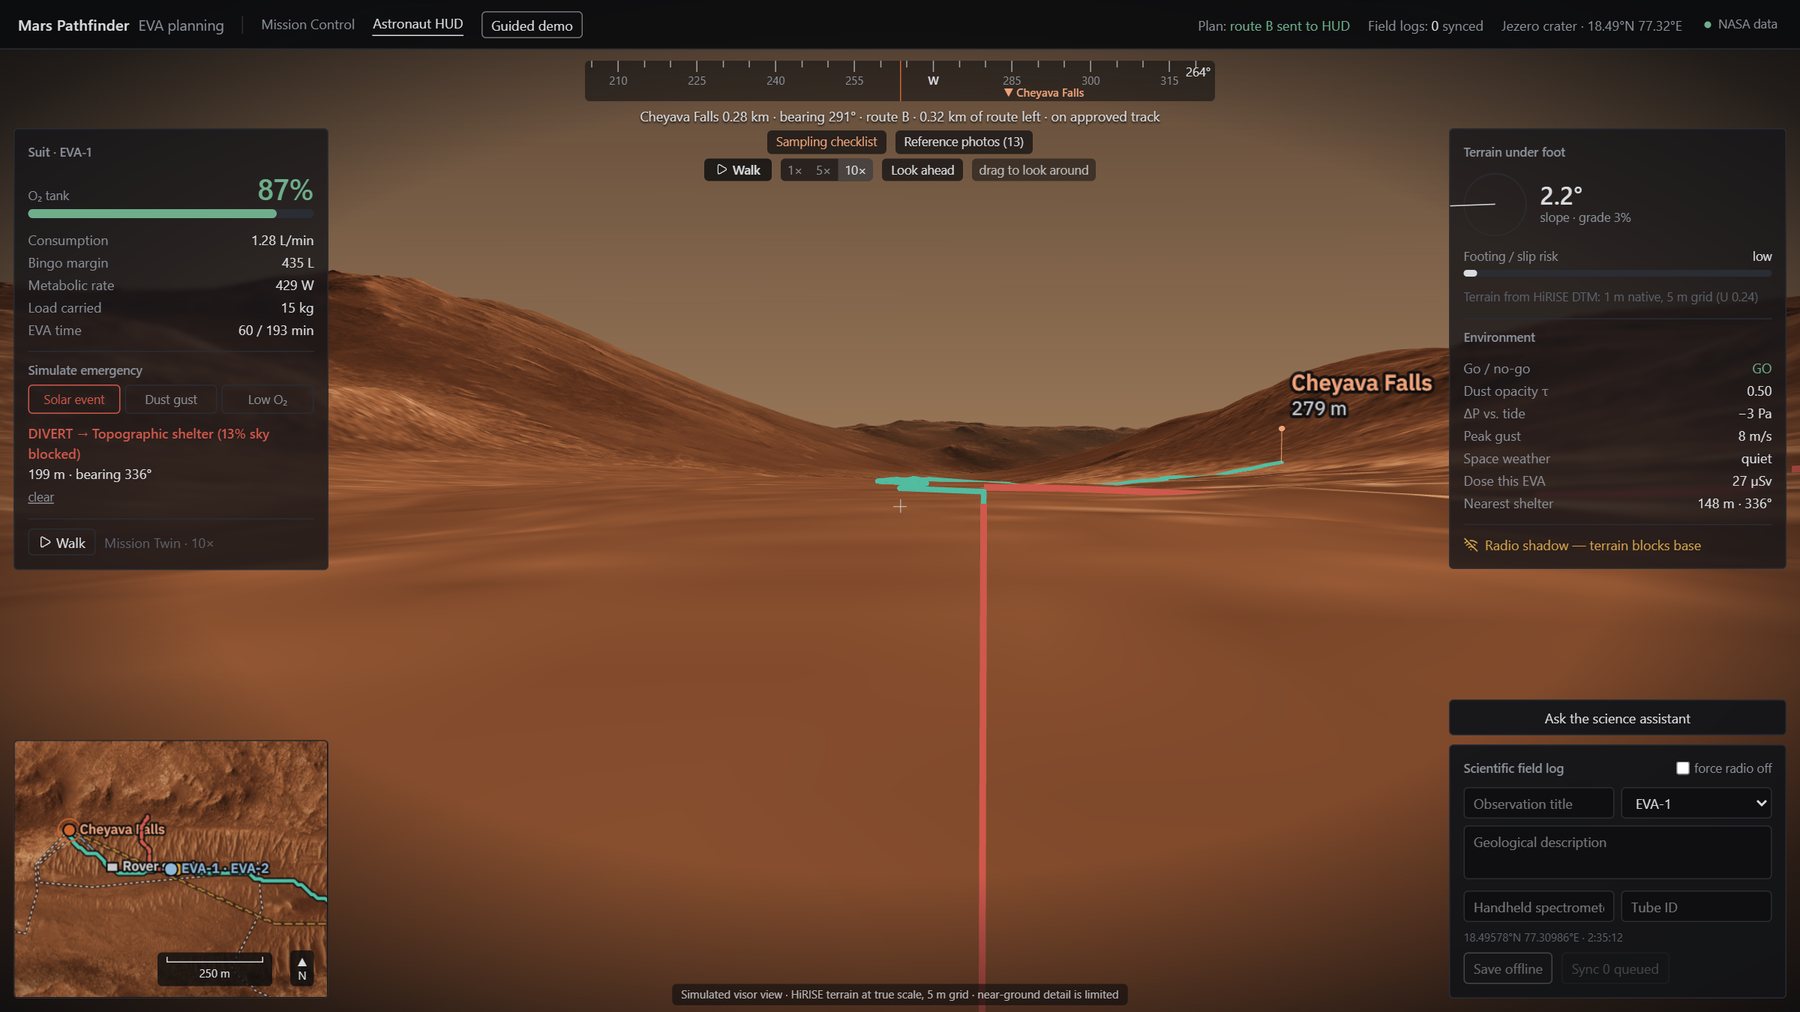 Mars Pathfinder EVA planning Mission Control Astronaut HUD Guided demo
Plan: route B sent to HUD Field logs: 0 synced Jezero crater · 18.49°N 77.32°E NASA data
210 225 240 255 W 285 300 315 264°
Cheyava Falls
Cheyava Falls 0.28 km · bearing 291° · route B · 0.32 km of route left · on approved track
Sampling checklist Reference photos (13)
Walk 1× 5× 10× Look ahead drag to look around
Suit · EVA-1
O₂ tank 87%
Consumption 1.28 L/min
Bingo margin 435 L
Metabolic rate 429 W
Load carried 15 kg
EVA time 60 / 193 min
Simulate emergency
Solar event Dust gust Low O₂
DIVERT → Topographic shelter (13% sky
blocked)
199 m · bearing 336°
clear
Walk Mission Twin · 10×
Cheyava Falls
279 m
Terrain under foot
2.2°
slope · grade 3%
Footing / slip risk low
Terrain from HiRISE DTM: 1 m native, 5 m grid (U 0.24)
Environment
Go / no-go GO
Dust opacity τ 0.50
ΔP vs. tide −3 Pa
Peak gust 8 m/s
Space weather quiet
Dose this EVA 27 µSv
Nearest shelter 148 m · 336°
Radio shadow — terrain blocks base
Cheyava Falls
Rover EVA-1 · EVA-2
250 m
N
Ask the science assistant
Scientific field log force radio off
Observation title EVA-1
Geological description
Handheld spectromet Tube ID
18.49578°N 77.30986°E · 2:35:12
Save offline Sync 0 queued
Simulated visor view · HiRISE terrain at true scale, 5 m grid · near-ground detail is limited